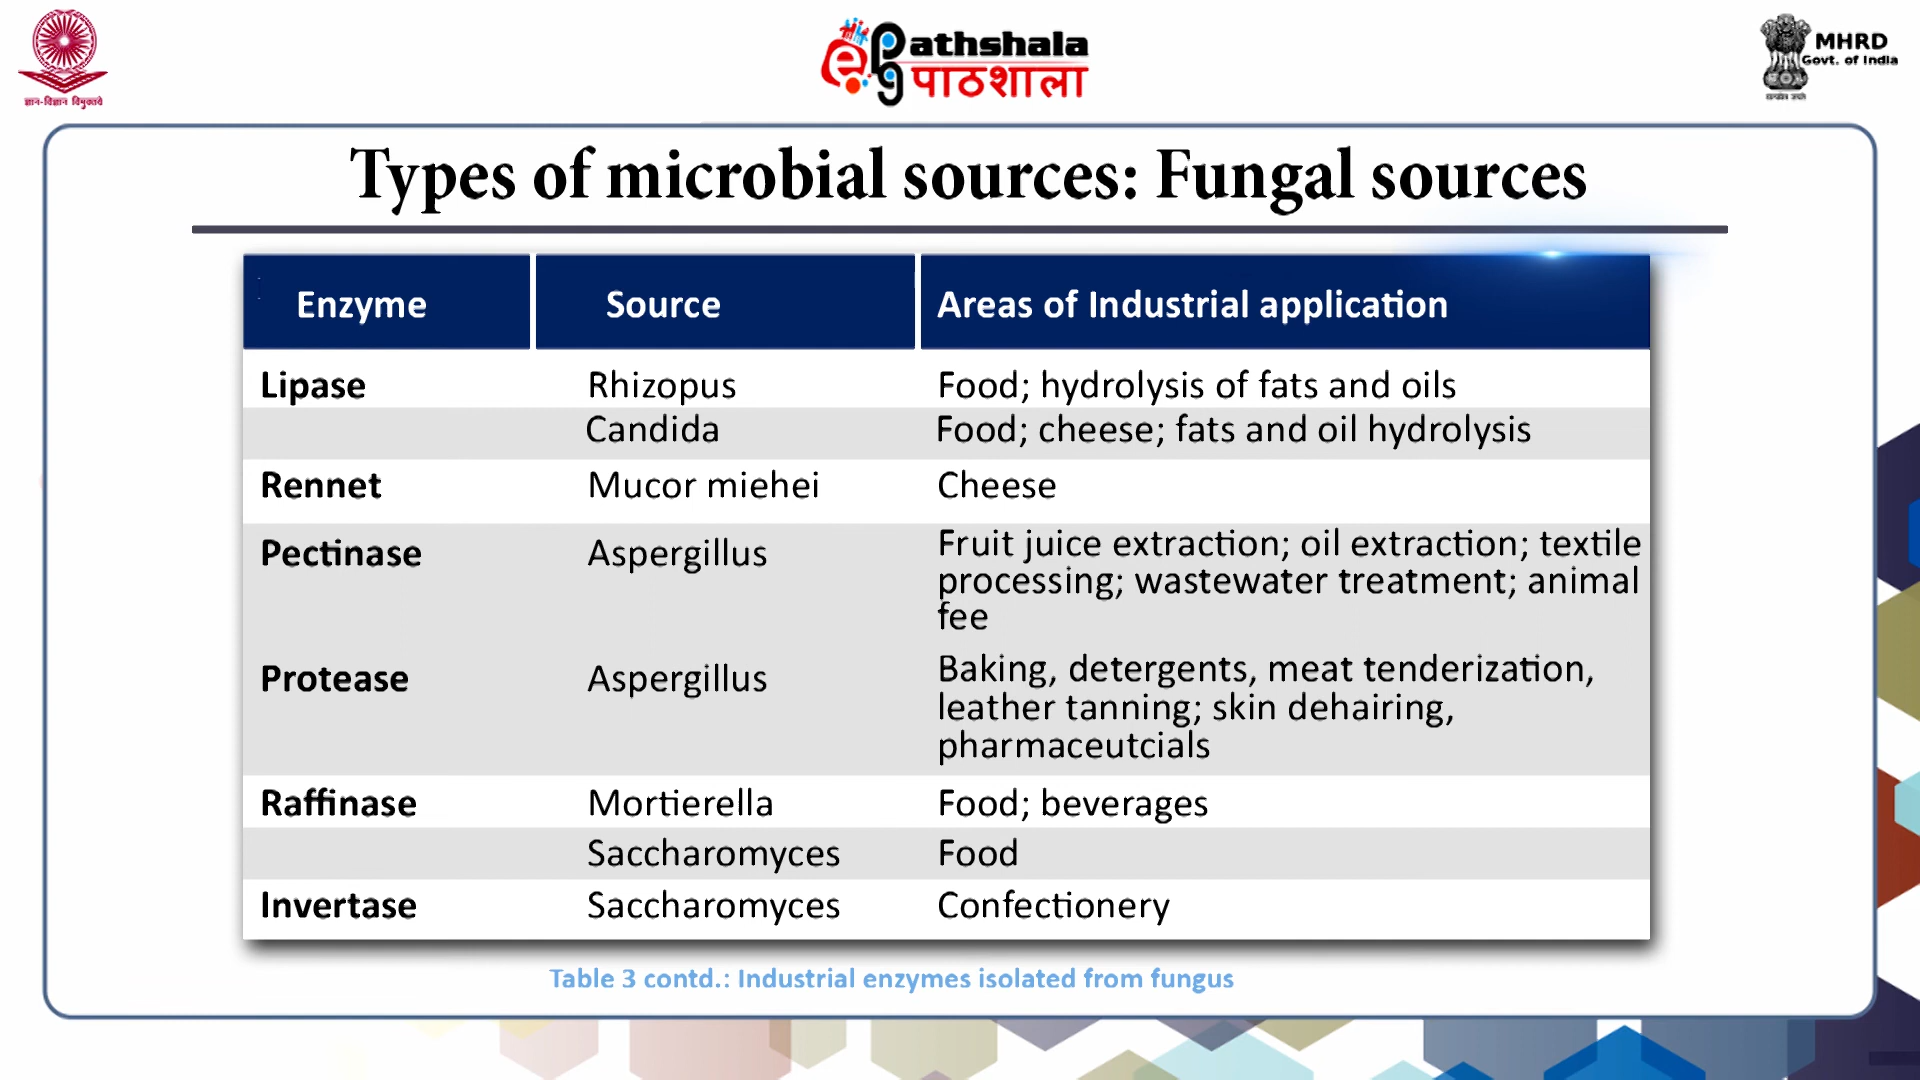 ज्ञान-विज्ञान विमुक्तये
athshala
पाठशाला
MHRD
Govt. of India
Types of microbial sources: Fungal sources
Enzyme Source Areas of Industrial application
Lipase Rhizopus Food; hydrolysis of fats and oils
Candida Food; cheese; fats and oil hydrolysis
Rennet Mucor miehei Cheese
Pectinase Aspergillus Fruit juice extraction; oil extraction; textile
processing; wastewater treatment; animal
fee
Protease Aspergillus Baking, detergents, meat tenderization,
leather tanning; skin dehairing,
pharmaceutcials
Raffinase Mortierella Food; beverages
Saccharomyces Food
Invertase Saccharomyces Confectionery
Table 3 contd.: Industrial enzymes isolated from fungus